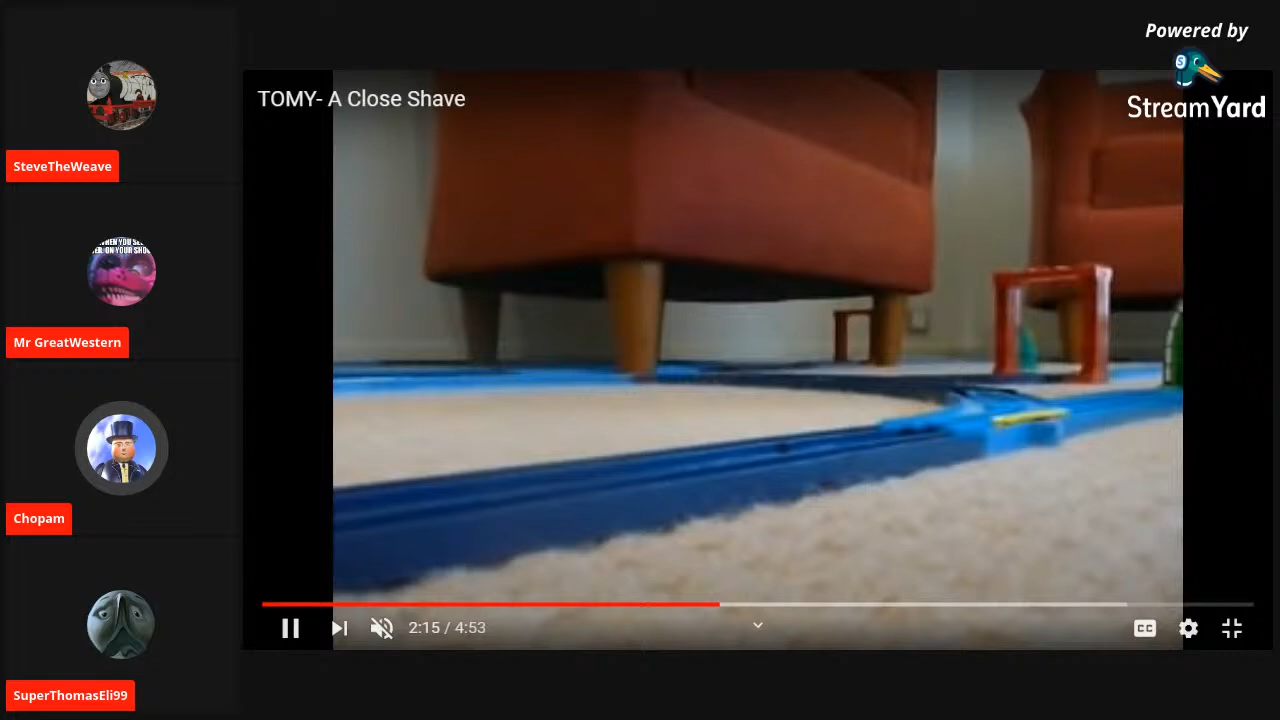 Powered by
StreamYard
TOMY- A Close Shave
SteveTheWeave
Mr GreatWestern
Chopam
SuperThomasEli99
2:15 / 4:53
CC